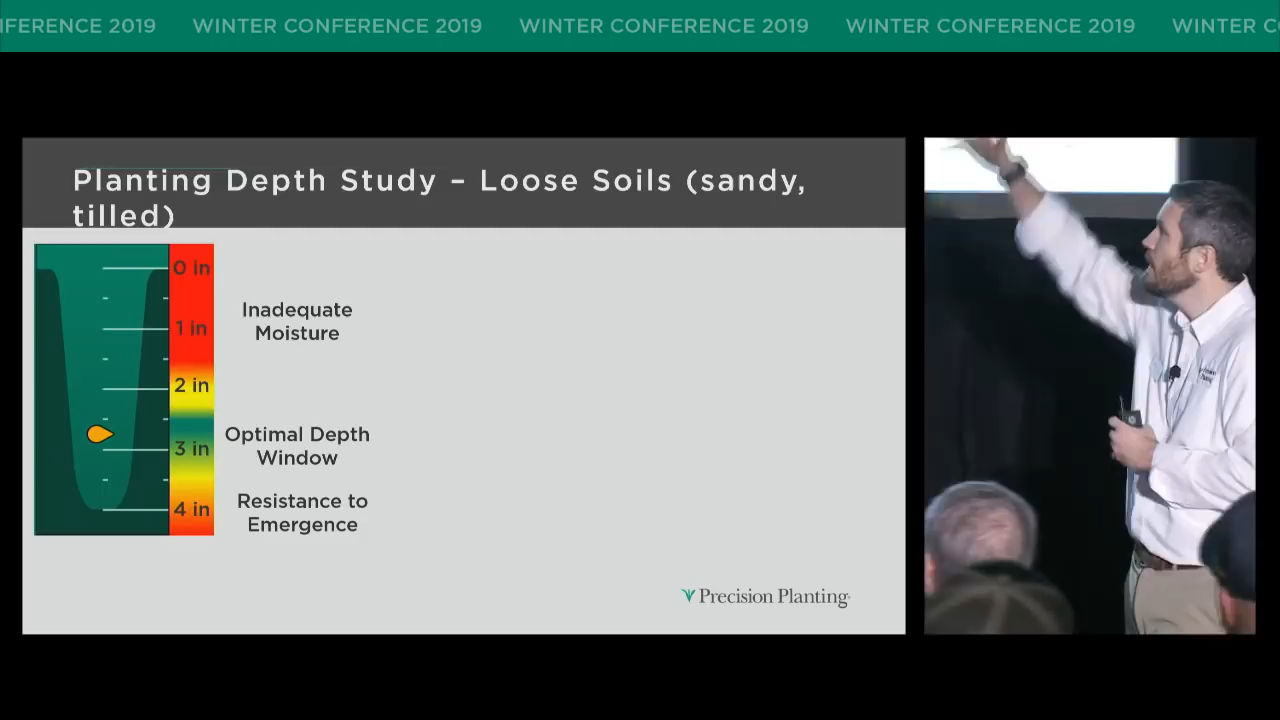 FERENCE 2019 WINTER CONFERENCE 2019 WINTER CONFERENCE 2019 WINTER CONFERENCE 2019 WINTER
Planting Depth Study – Loose Soils (sandy,
tilled)
0 in
Inadequate
Moisture
1 in
2 in
Optimal Depth
Window
3 in
Resistance to
Emergence
4 in
Precision Planting